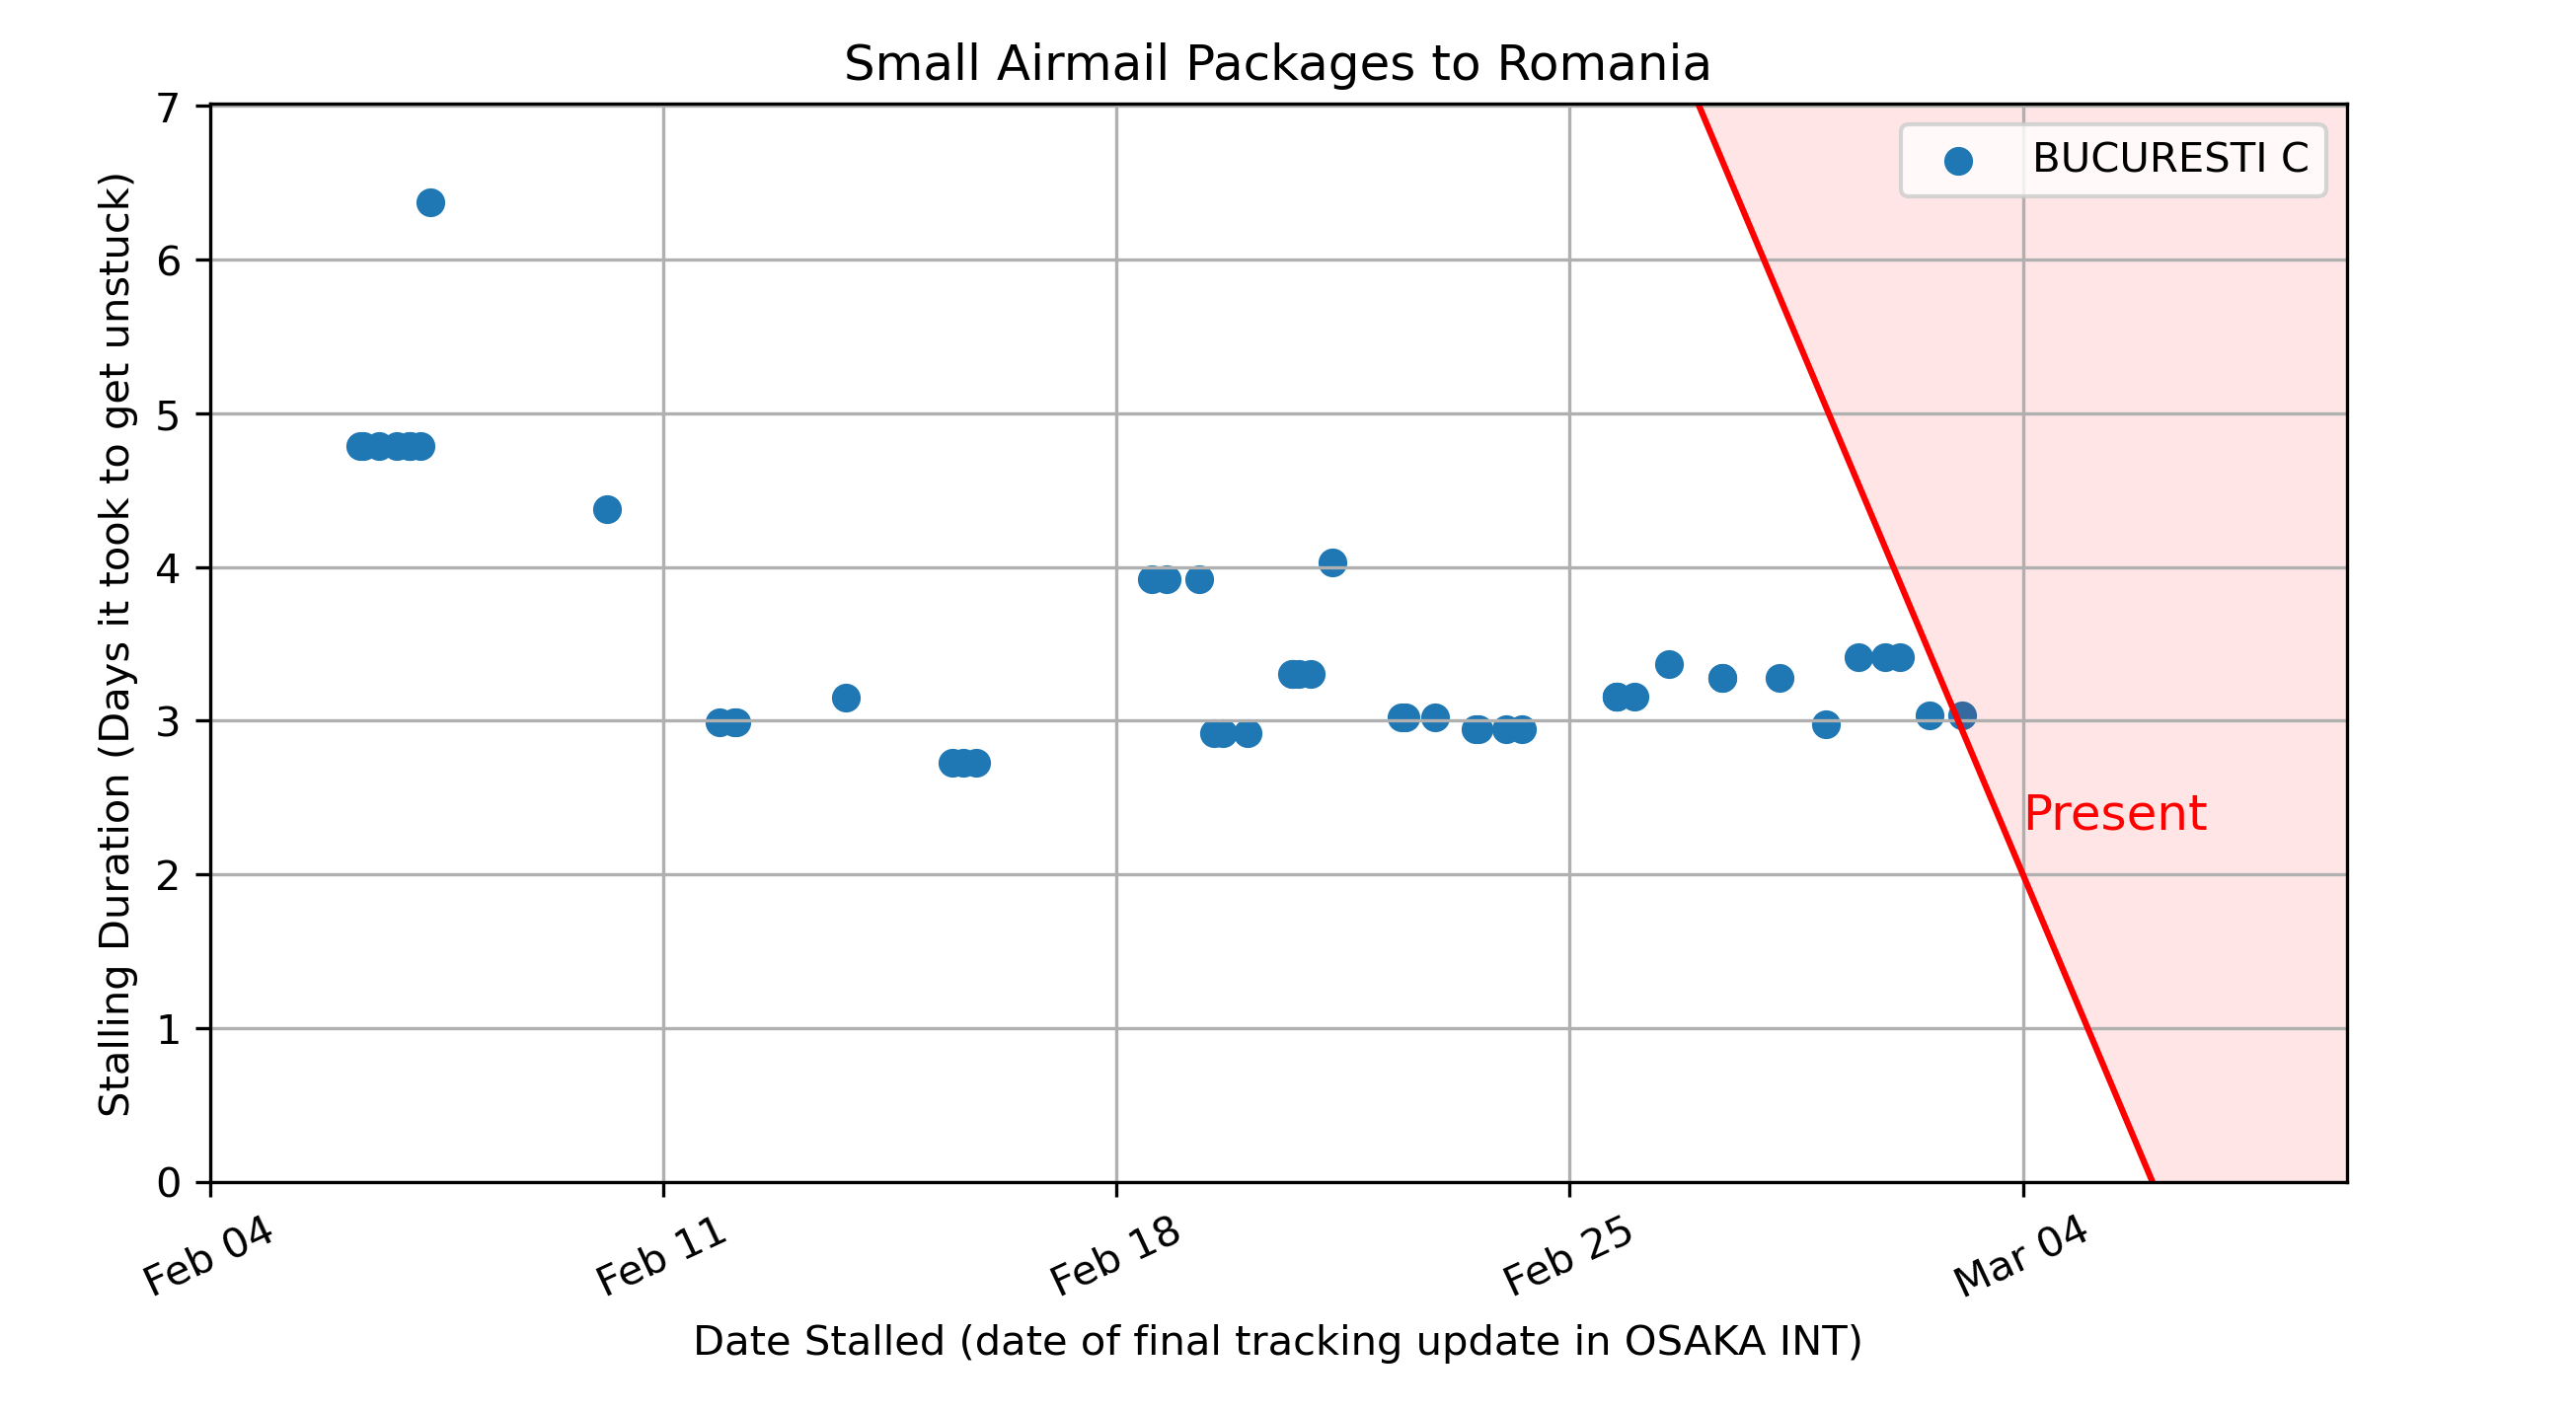 Small Airmail Packages to Romania
BUCURESTI C
Stalling Duration (Days it took to get unstuck)
7
6
5
4
3
2
1
0
Present
Feb 04
Feb 11
Feb 18
Feb 25
Mar 04
Date Stalled (date of final tracking update in OSAKA INT)